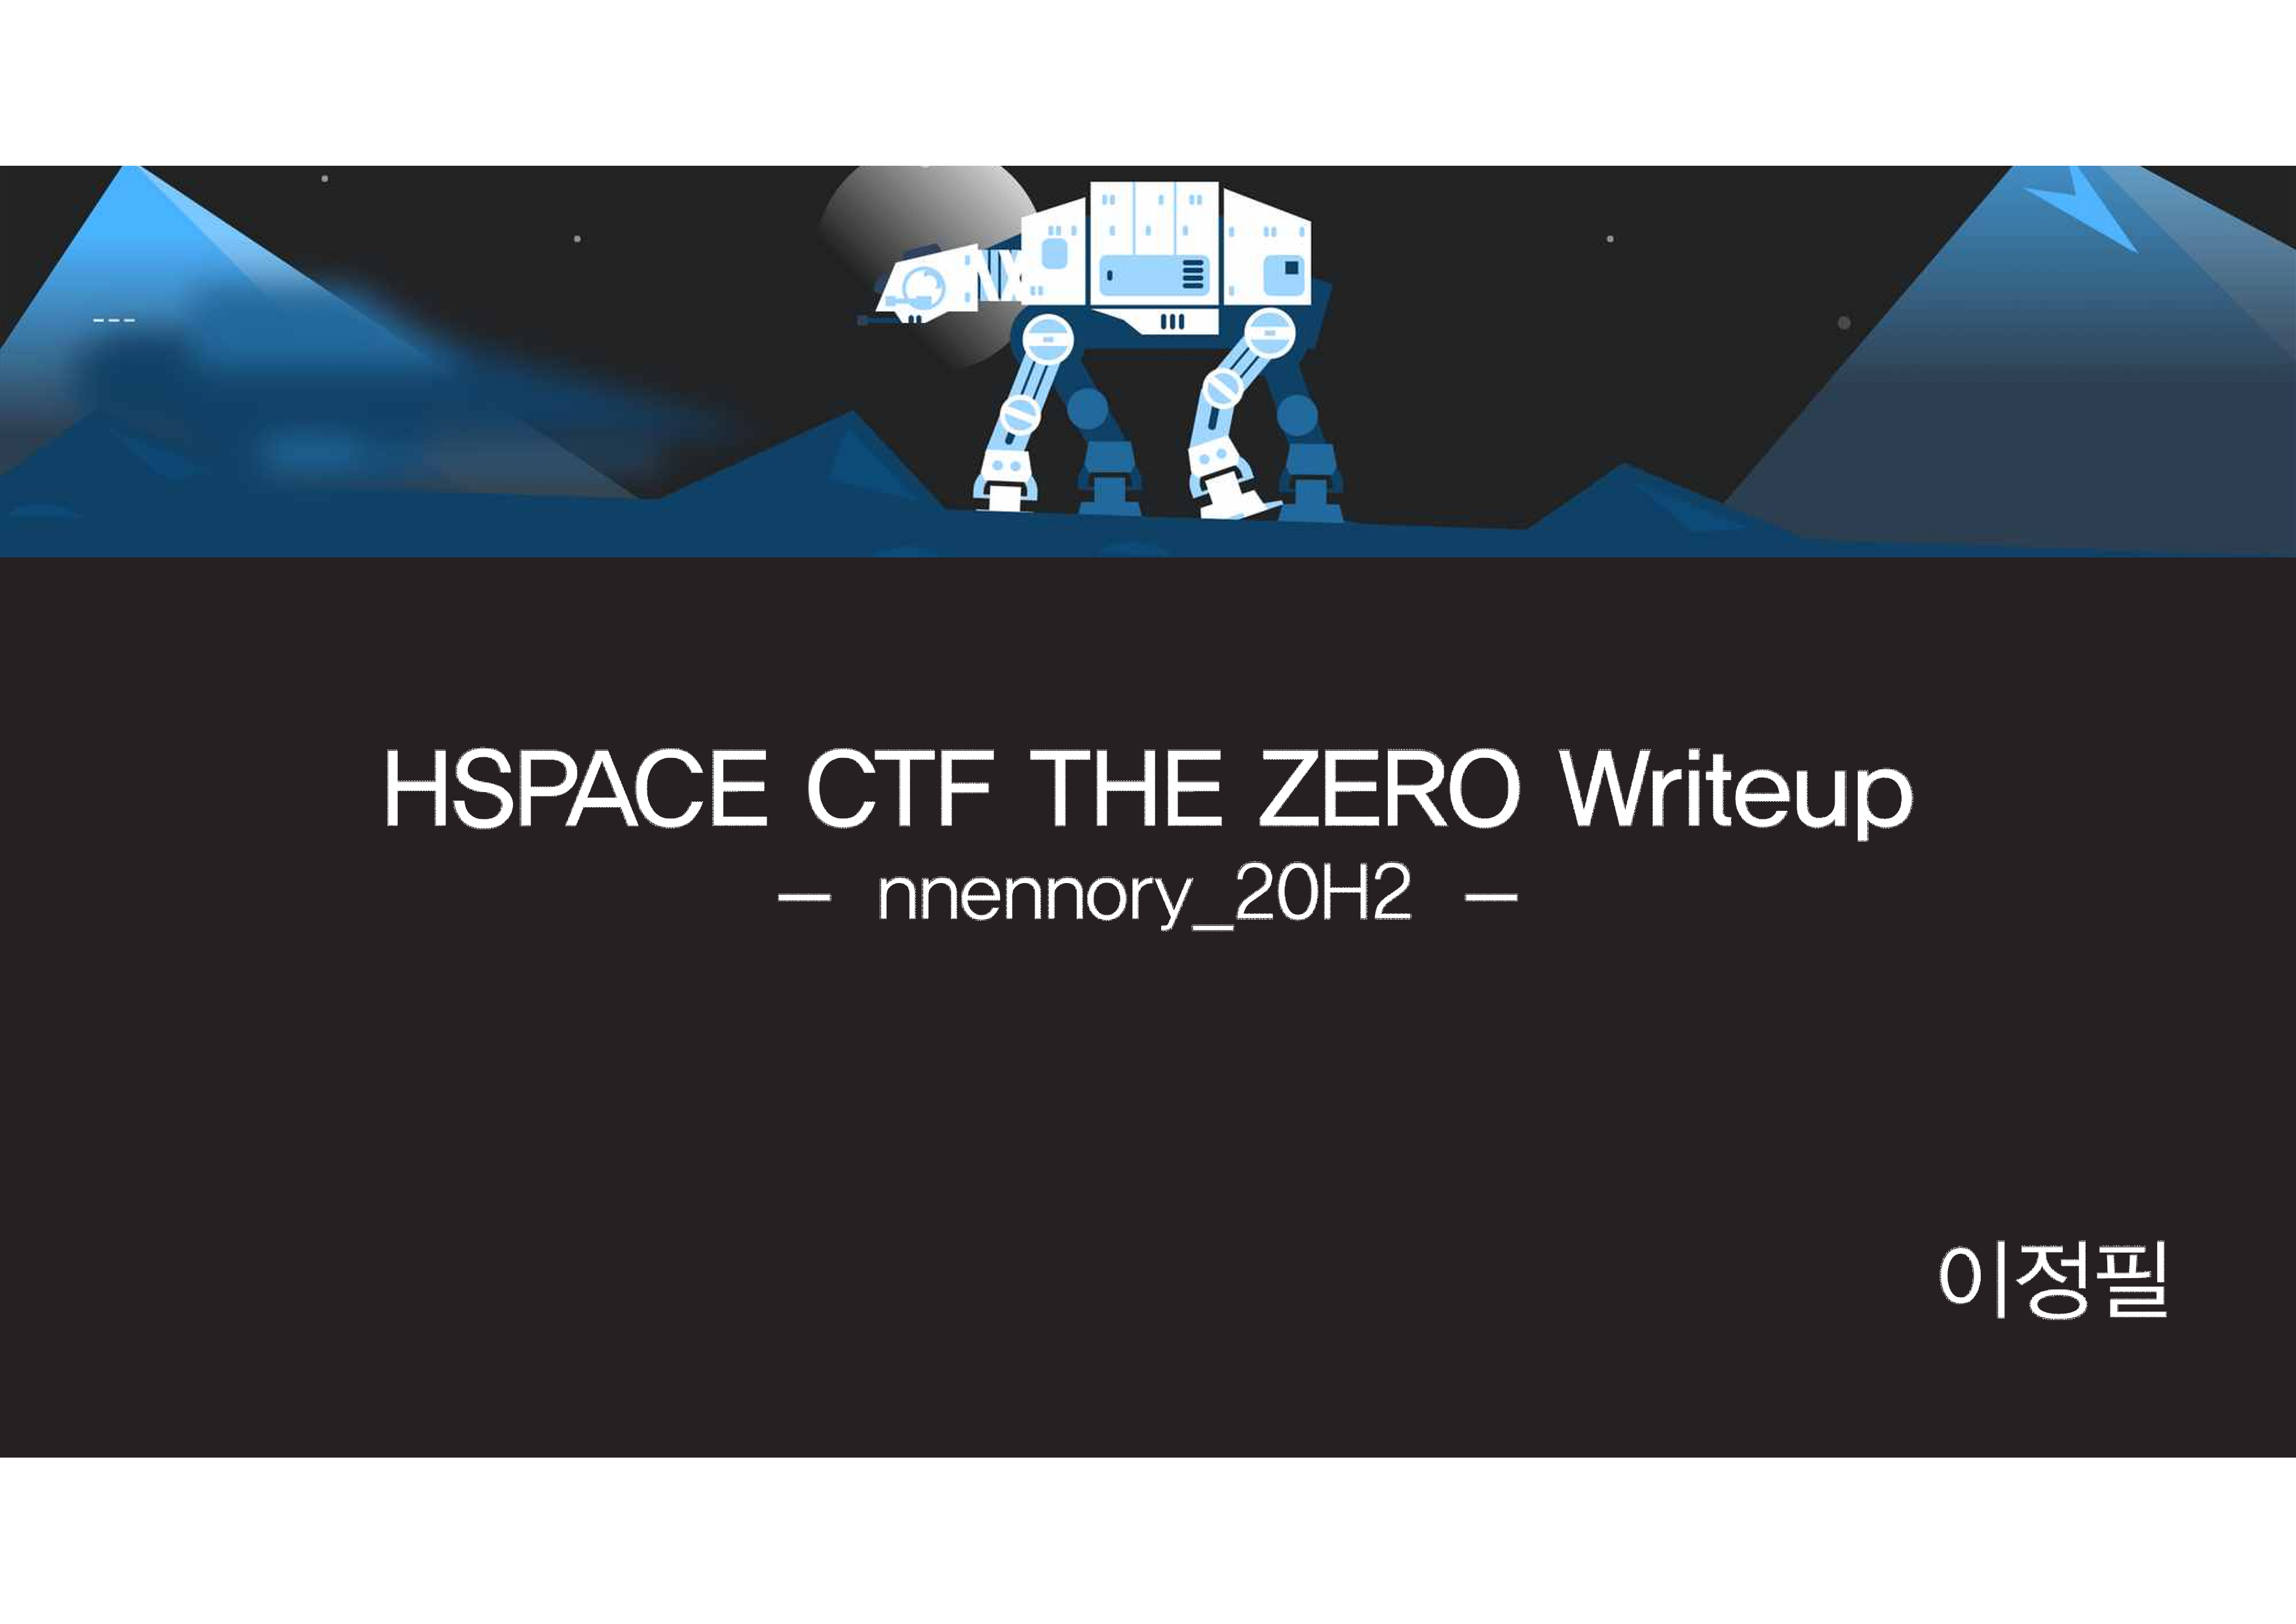 HSPACE CTF THE ZERO Writeup
— nnennory_20H2 —
이정필